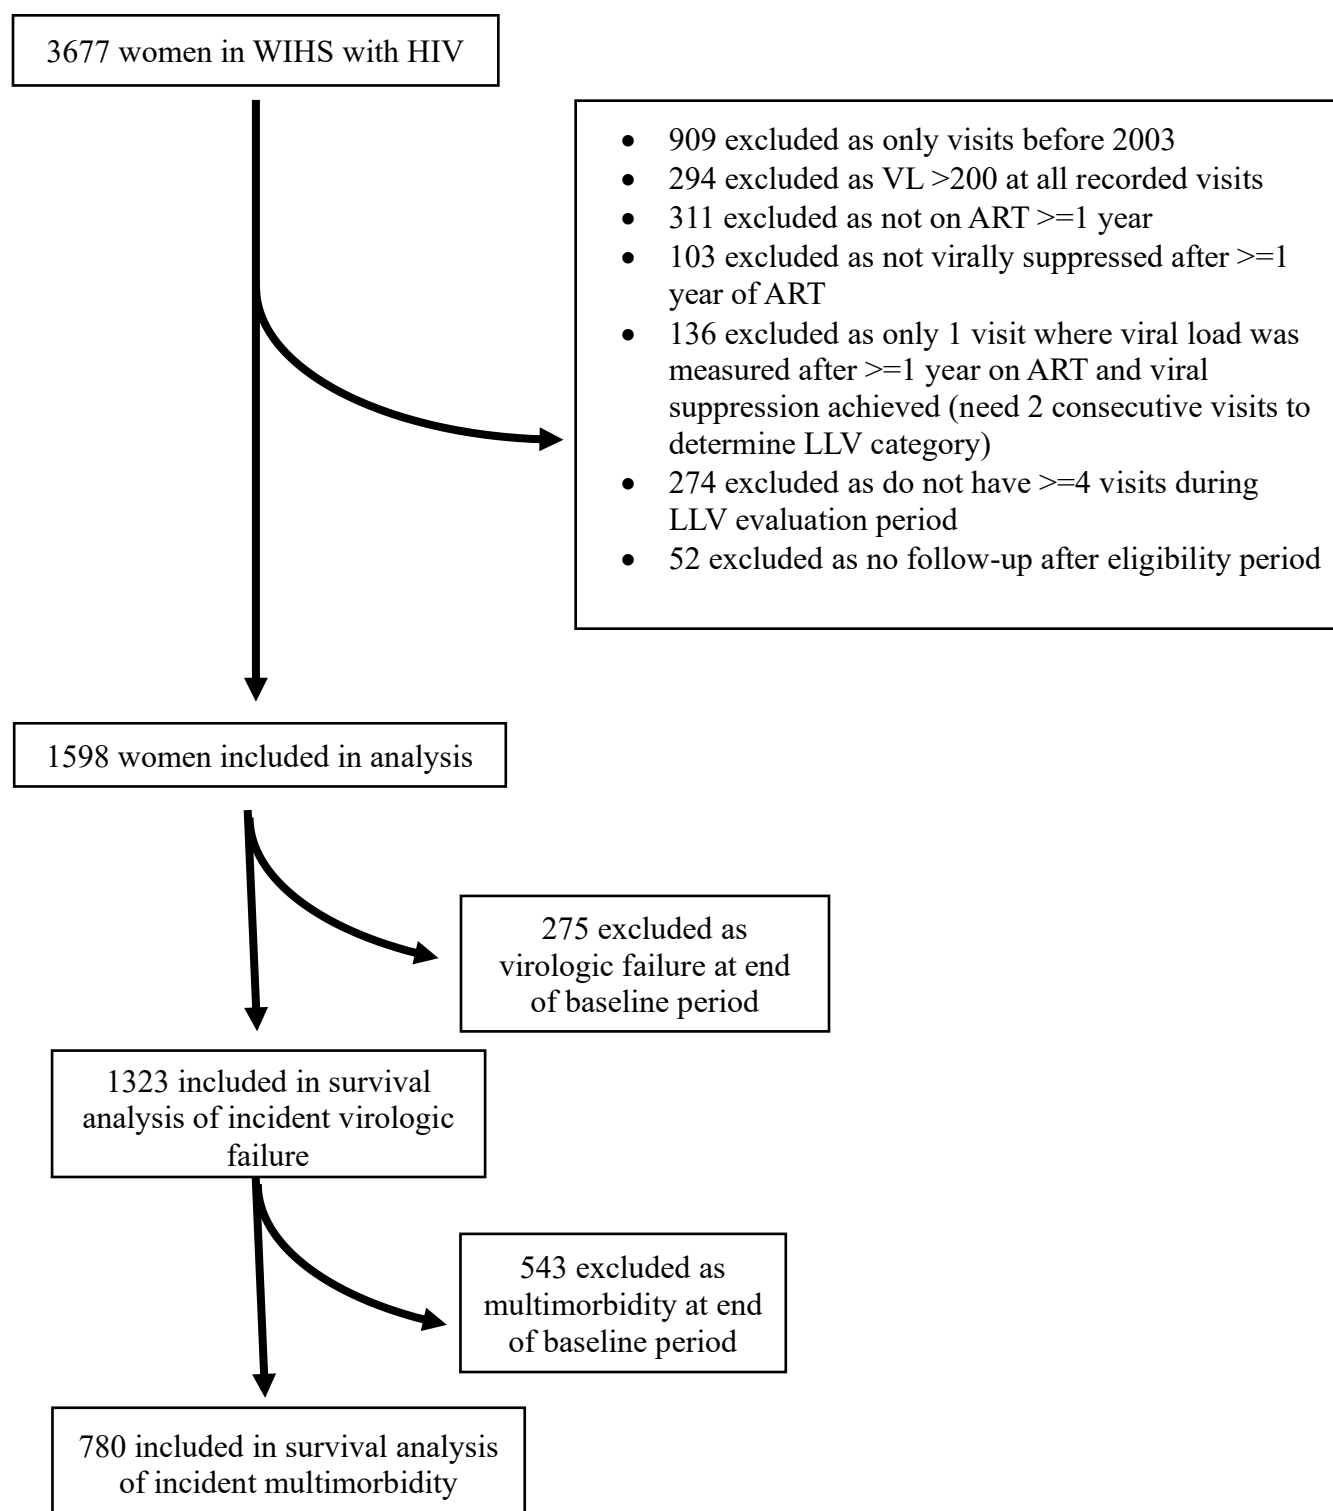 3677 women in WIHS with HIV
• 909 excluded as only visits before 2003
• 294 excluded as VL >200 at all recorded visits
• 311 excluded as not on ART >=1 year
• 103 excluded as not virally suppressed after >=1
year of ART
• 136 excluded as only 1 visit where viral load was
measured after >=1 year on ART and viral
suppression achieved (need 2 consecutive visits to
determine LLV category)
• 274 excluded as do not have >=4 visits during
LLV evaluation period
• 52 excluded as no follow-up after eligibility period
1598 women included in analysis
275 excluded as
virologic failure at end
of baseline period
1323 included in survival
analysis of incident virologic
failure
543 excluded as
multimorbidity at end
of baseline period
780 included in survival analysis
of incident multimorbidity